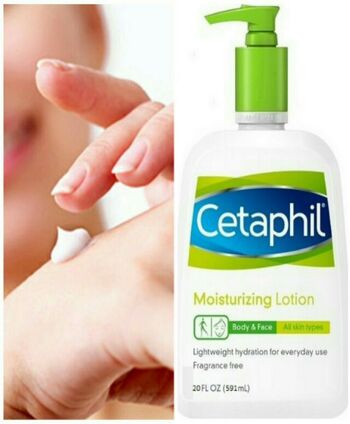 Cetaphil®
Moisturizing Lotion
Body & Face All skin types
Lightweight hydration for everyday use
Fragrance free
20 FL OZ (591mL)